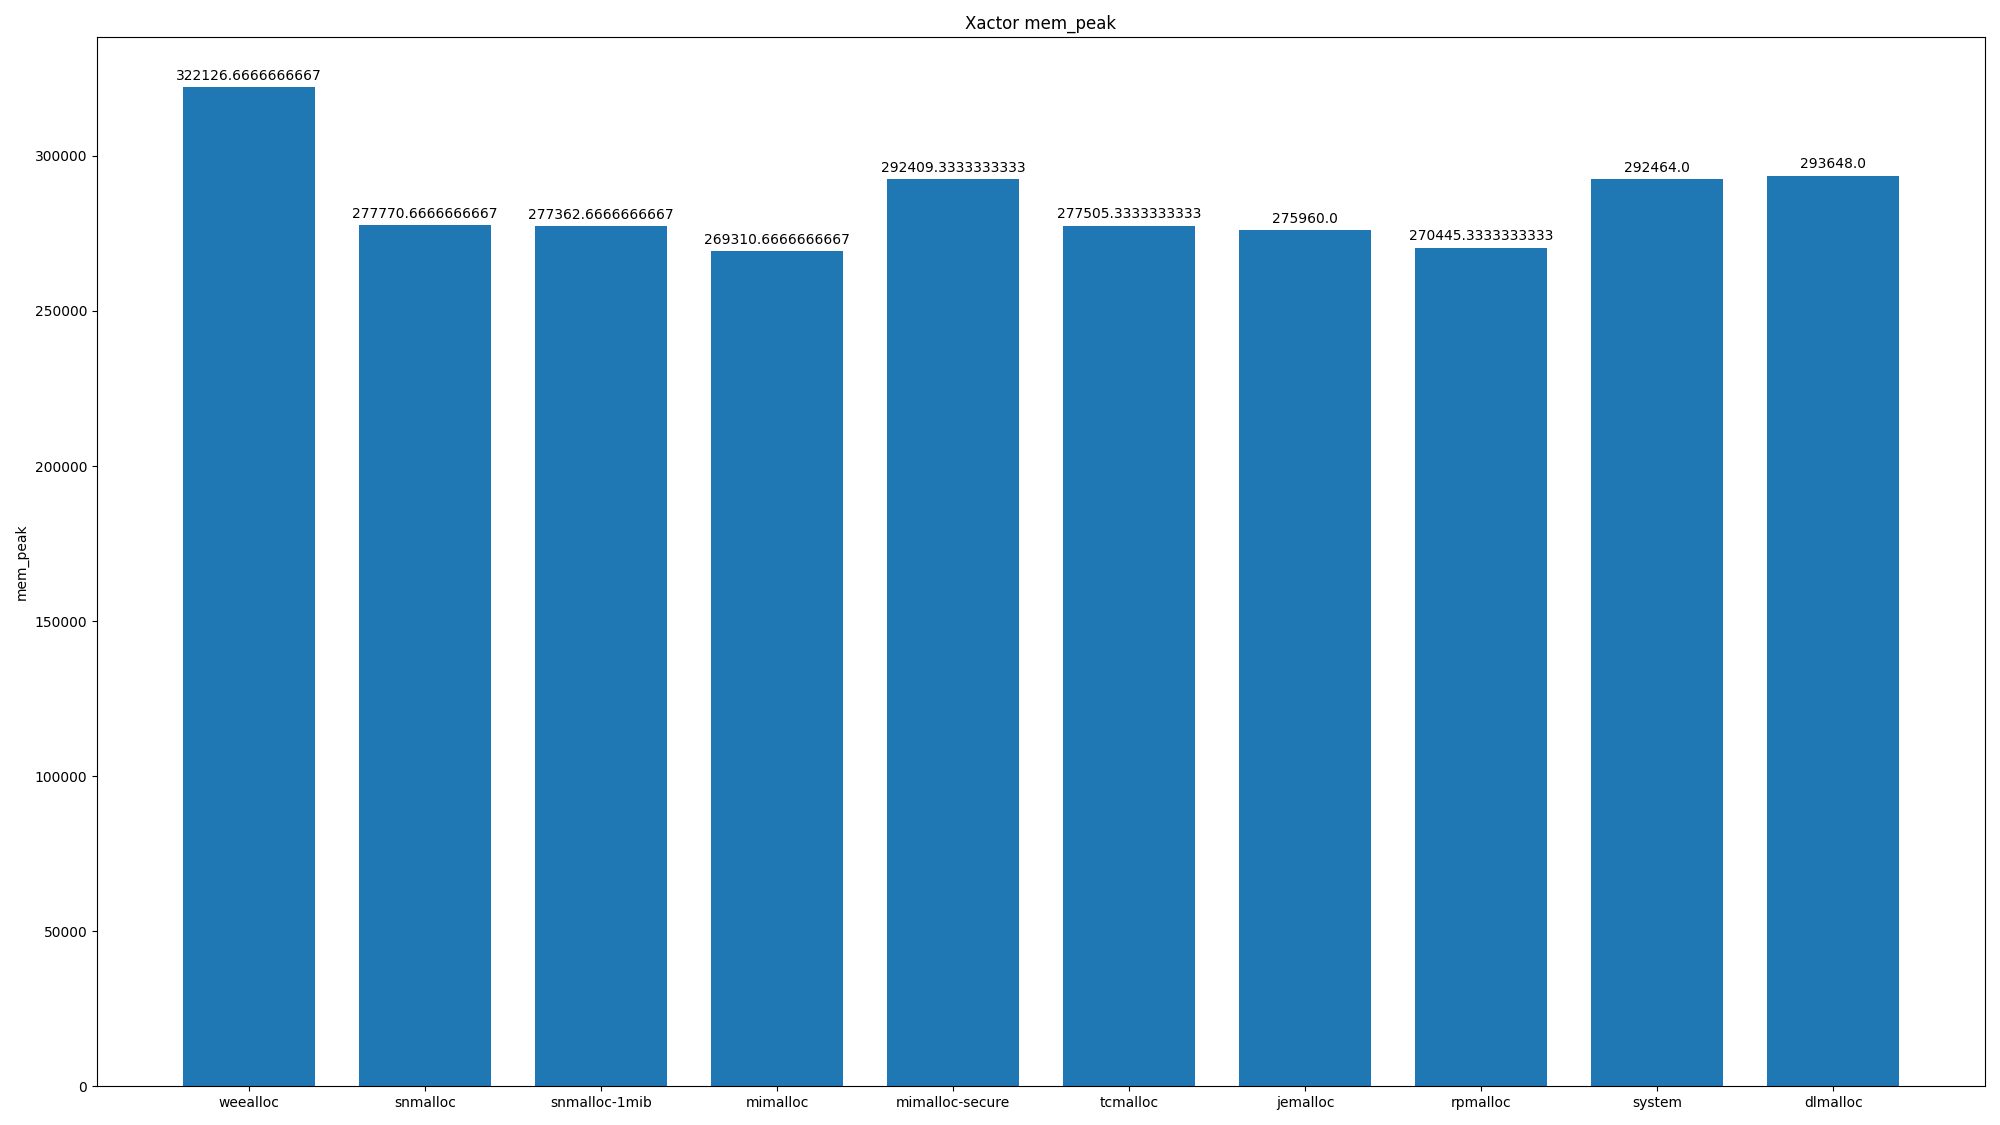 Xactor mem_peak
322126.6666666667
277770.6666666667
277362.6666666667
269310.6666666667
292409.3333333333
277505.3333333333
275960.0
270445.3333333333
292464.0
293648.0
mem_peak
300000
250000
200000
150000
100000
50000
0
weealloc
snmalloc
snmalloc-1mib
mimalloc
mimalloc-secure
tcmalloc
jemalloc
rpmalloc
system
dlmalloc